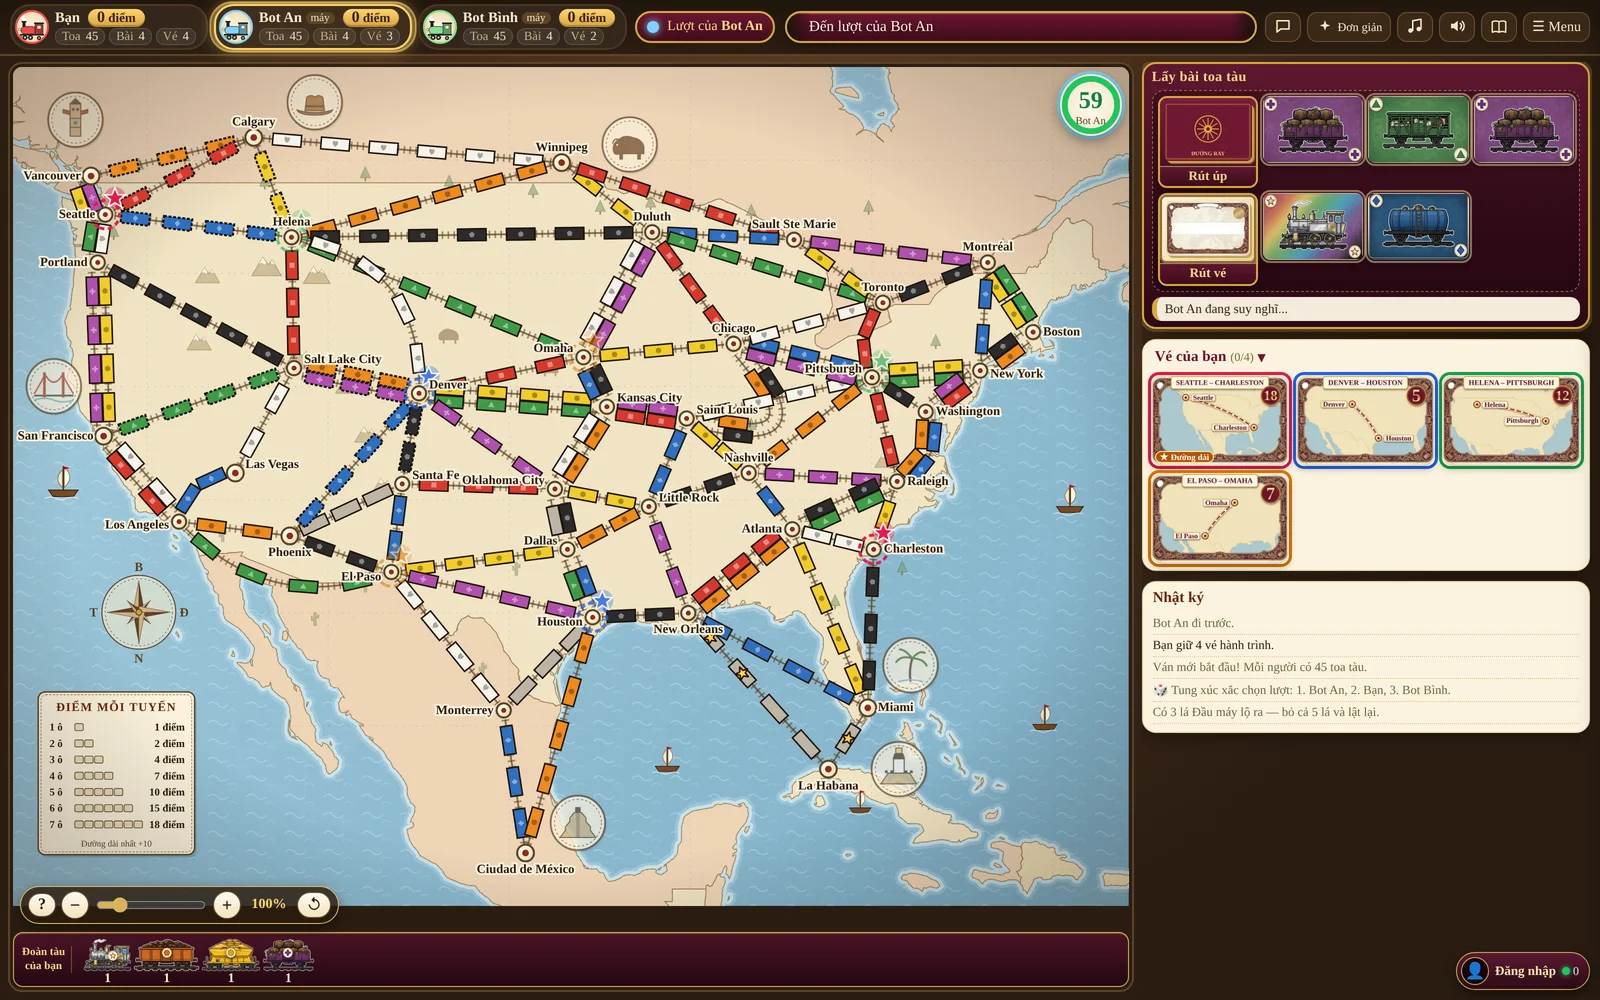 Bạn 0 điểm
Toa 45 Bài 4 Vé 4
Bot An máy 0 điểm
Toa 45 Bài 4 Vé 3
Bot Bình máy 0 điểm
Toa 45 Bài 4 Vé 2
Lượt của Bot An
Đến lượt của Bot An
Đơn giản
Menu
59
Bot An
Calgary
Winnipeg
Vancouver
Seattle
Helena
Duluth
Sault Ste Marie
Montréal
Portland
Toronto
Boston
Chicago
Omaha
Salt Lake City
Denver
Pittsburgh
New York
Kansas City
Saint Louis
Washington
San Francisco
Las Vegas
Nashville
Santa Fe
Oklahoma City
Raleigh
Little Rock
Los Angeles
Phoenix
Dallas
Atlanta
Charleston
El Paso
Houston
New Orleans
Monterrey
Miami
La Habana
Ciudad de México
B
T
Đ
N
ĐIỂM MỖI TUYẾN
1 ô 1 điểm
2 ô 2 điểm
3 ô 4 điểm
4 ô 7 điểm
5 ô 10 điểm
6 ô 15 điểm
7 ô 18 điểm
Đường dài nhất +10
? − + 100%
Đoàn tàu
của bạn
1 1 1 1
Lấy bài toa tàu
ĐƯỜNG RAY
Rút úp
Rút vé
Bot An đang suy nghĩ...
Vé của bạn (0/4) ▼
SEATTLE – CHARLESTON
18
Seattle
Charleston
★ Đường dài
DENVER – HOUSTON
5
Denver
Houston
HELENA – PITTSBURGH
12
Helena
Pittsburgh
EL PASO – OMAHA
7
Omaha
El Paso
Nhật ký
Bot An đi trước.
Bạn giữ 4 vé hành trình.
Ván mới bắt đầu! Mỗi người có 45 toa tàu.
🎲 Tung xúc xắc chọn lượt: 1. Bot An, 2. Bạn, 3. Bot Bình.
Có 3 lá Đầu máy lộ ra — bỏ cả 5 lá và lật lại.
Đăng nhập 0